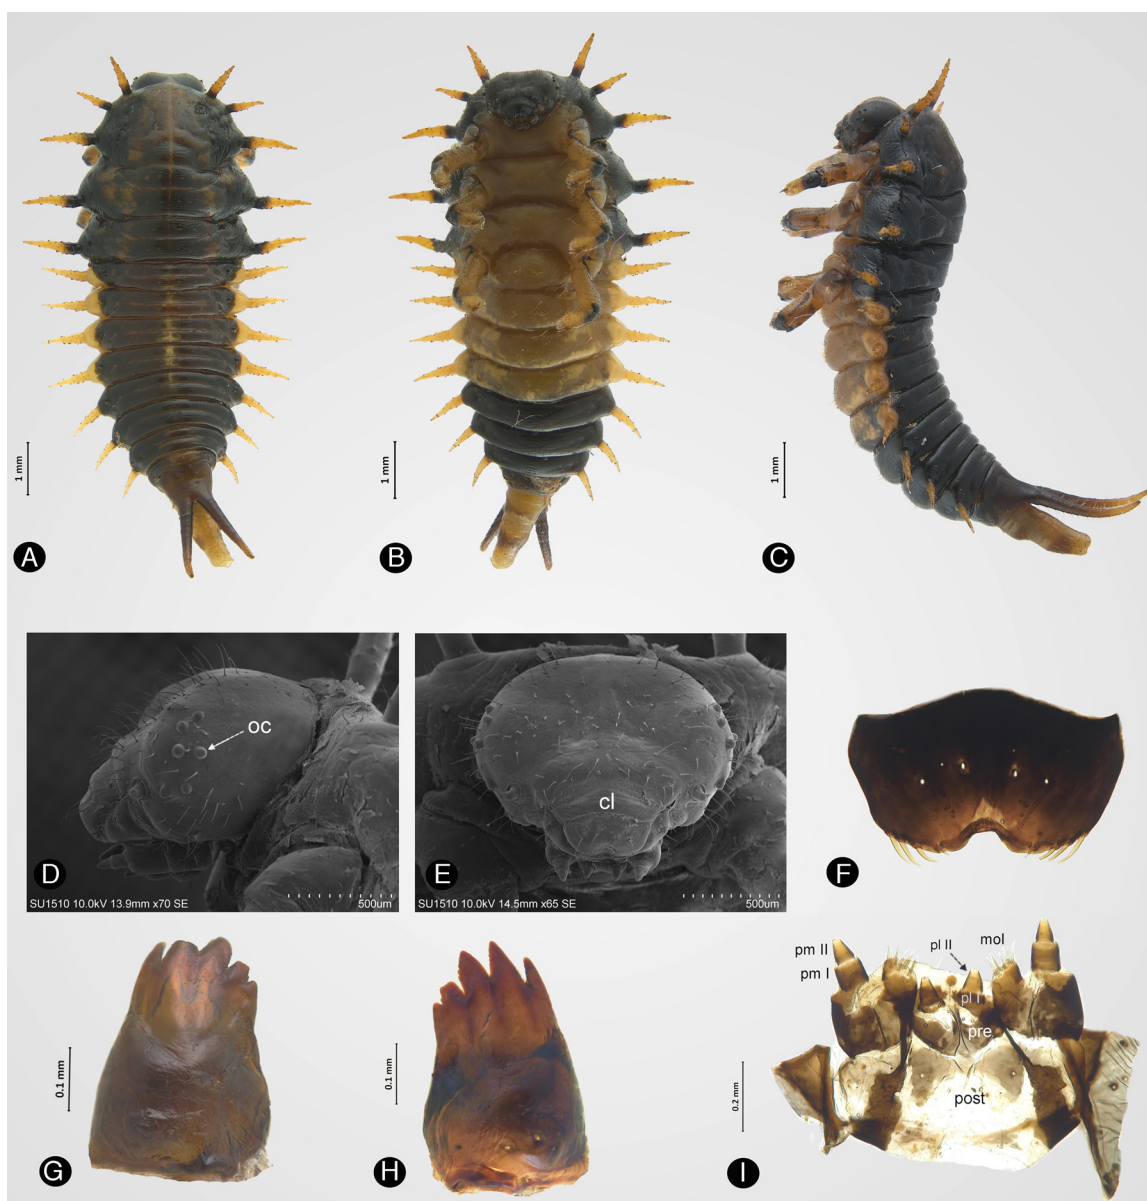 1 mm
A
1 mm
B
1 mm
C
oc
D
SU1510 10.0kV 13.9mm x70 SE
500um
cl
E
SU1510 10.0kV 14.5mm x65 SE
500um
F
0.1 mm
G
0.1 mm
H
pm II
pm I
pl II
mol
pl I
pre
post
0.2 mm
I